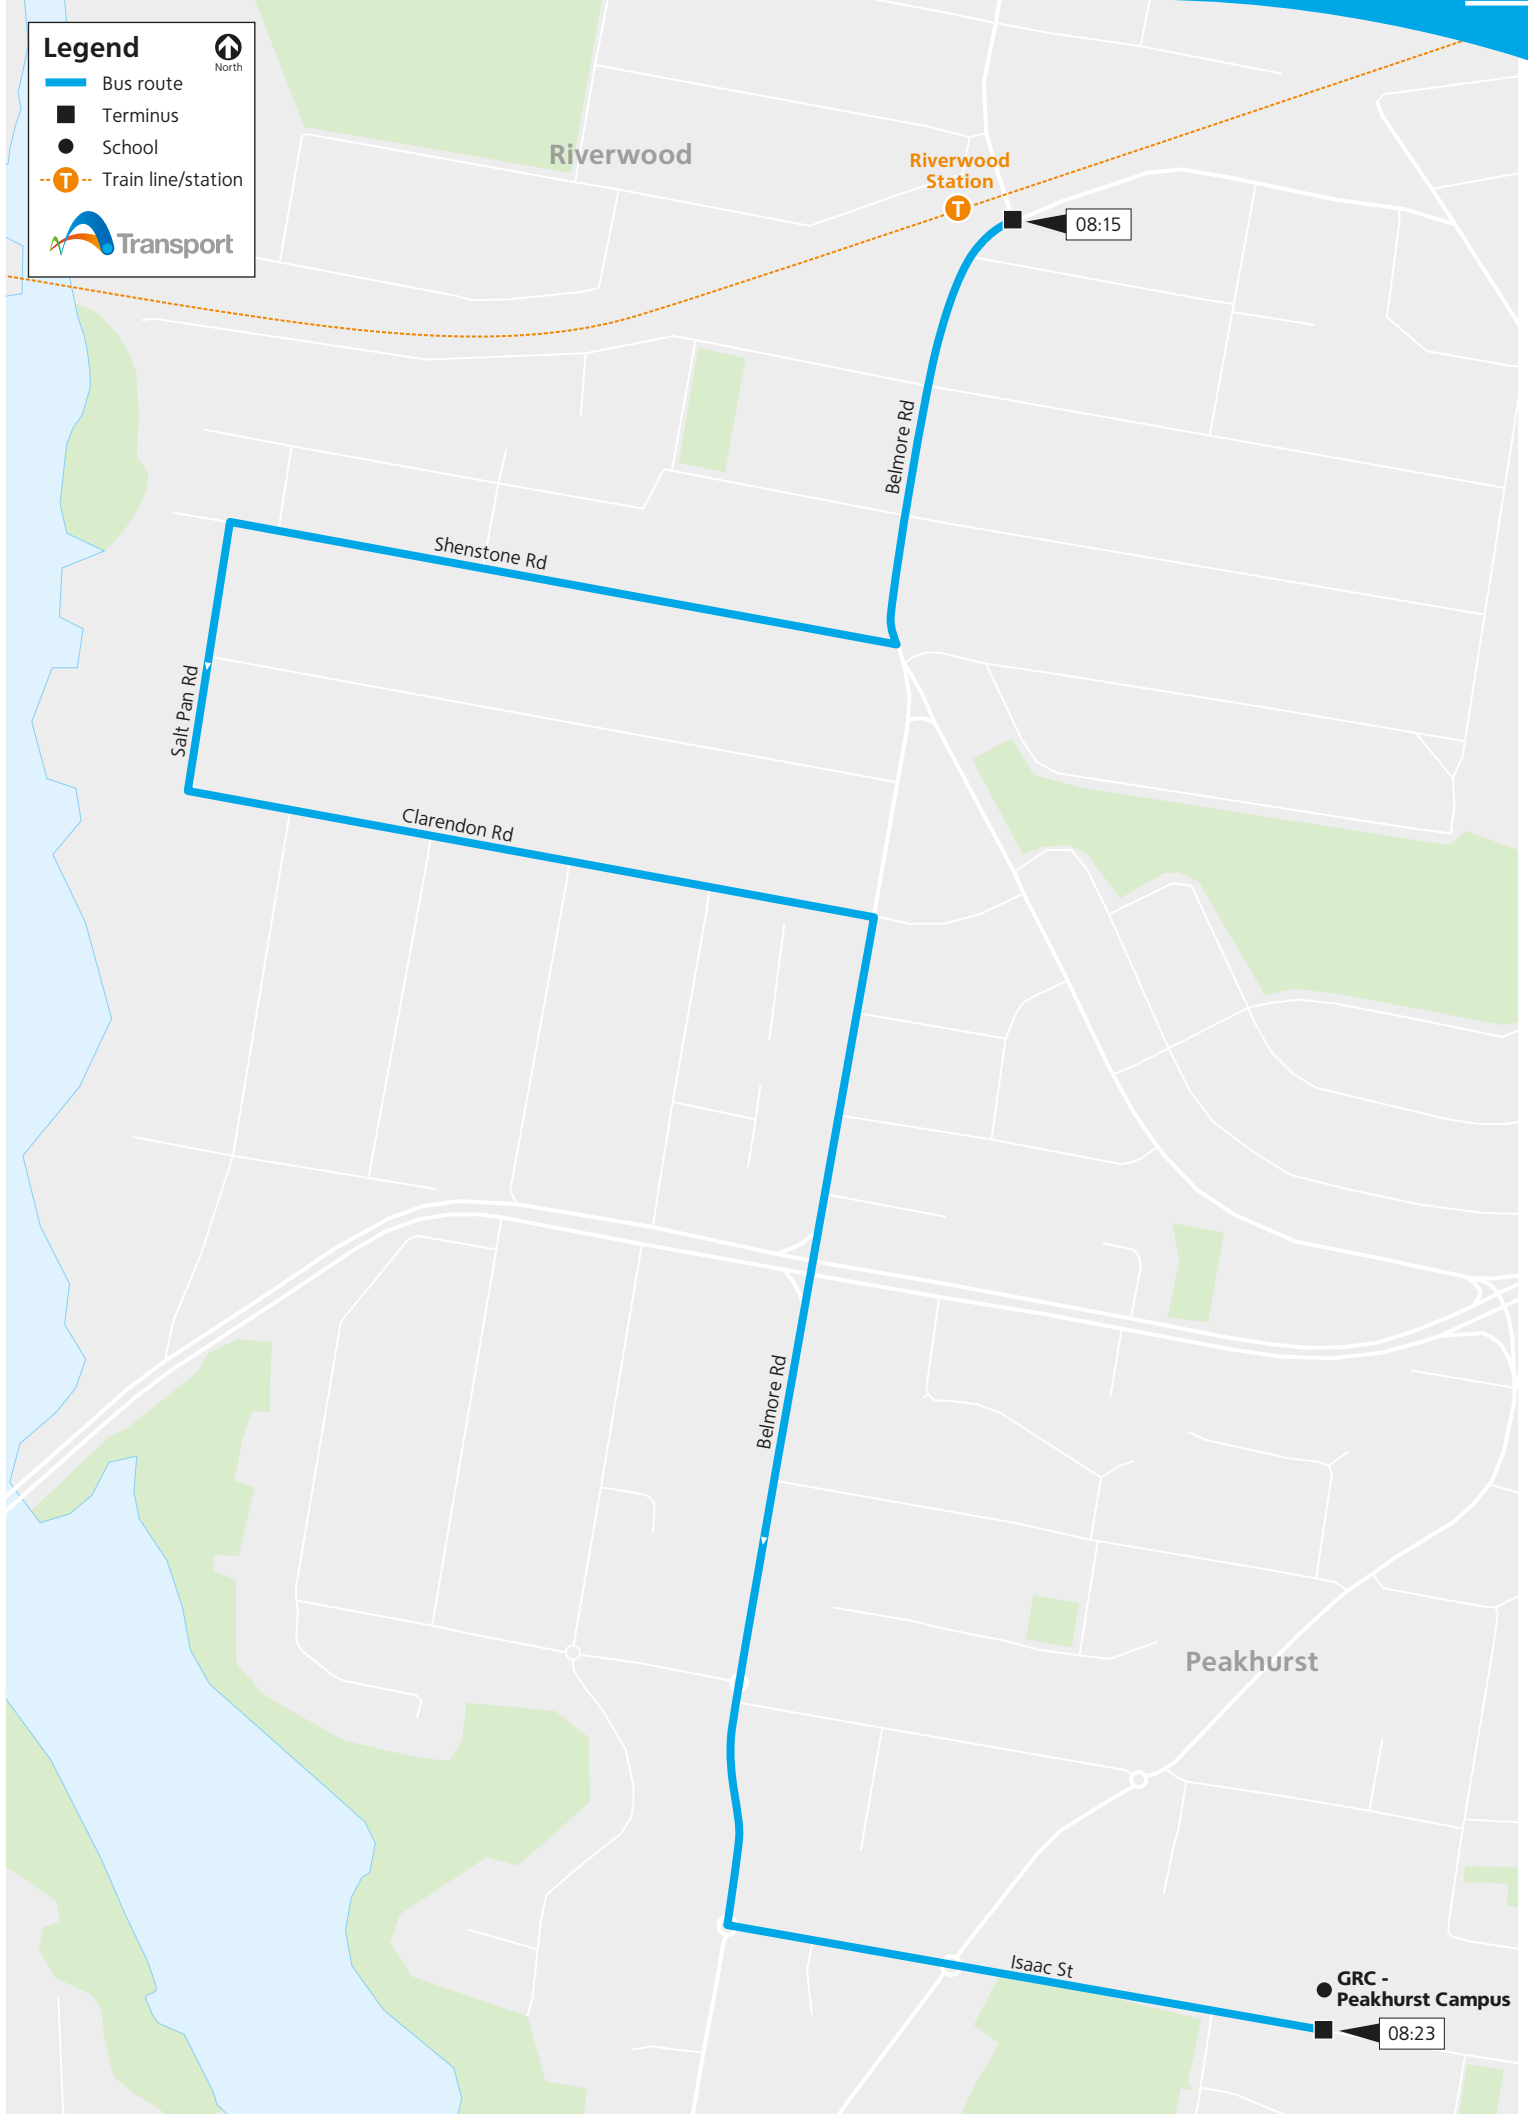 Legend
North
Bus route
Terminus
School
T
Train line/station
Transport
Riverwood
Riverwood
Station
T
08:15
Belmore Rd
Shenstone Rd
Salt Pan Rd
Clarendon Rd
Belmore Rd
Peakhurst
Isaac St
GRC -
Peakhurst Campus
08:23